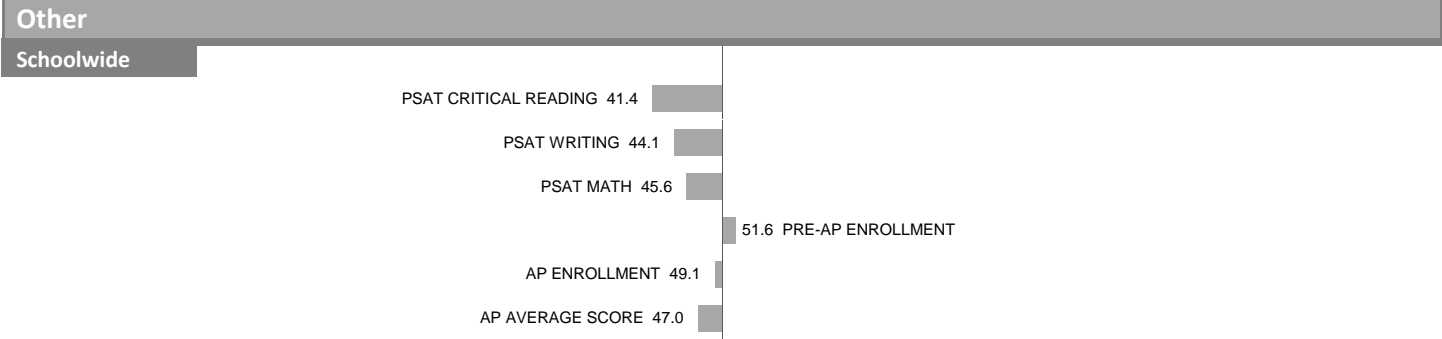 Other
Schoolwide
PSAT CRITICAL READING 41.4
PSAT WRITING 44.1
PSAT MATH 45.6
51.6 PRE-AP ENROLLMENT
AP ENROLLMENT 49.1
AP AVERAGE SCORE 47.0